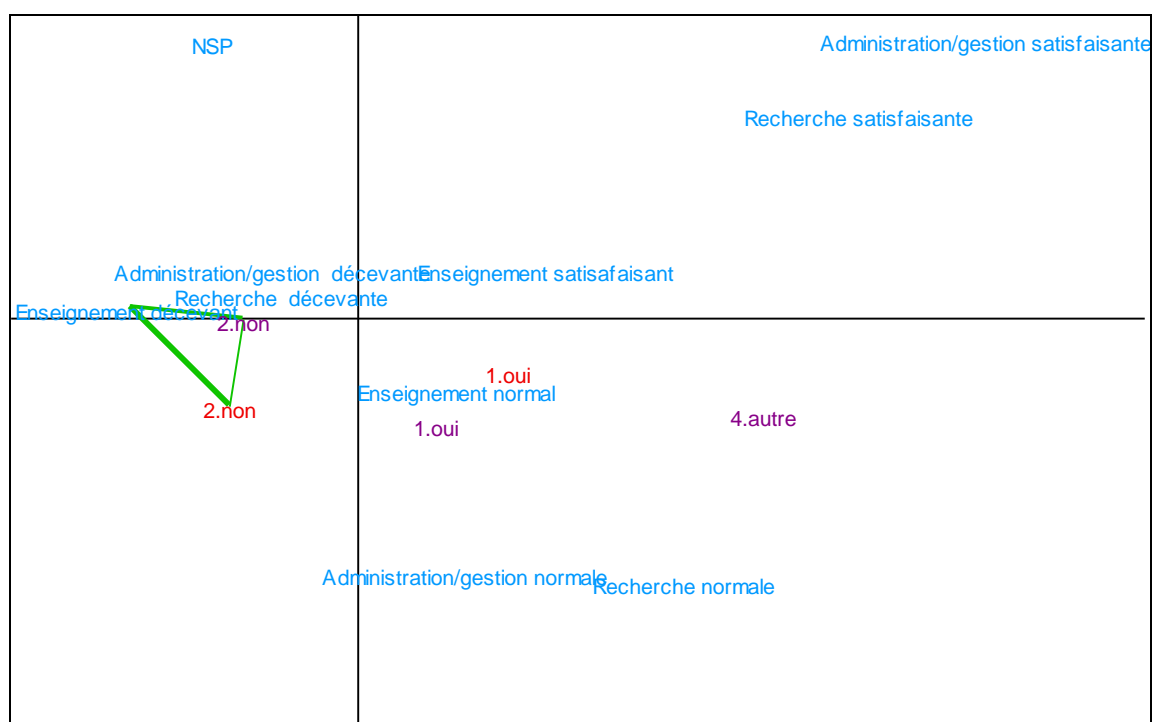 NSP
Administration/gestion satisfaisante
Recherche satisfaisante
Administration/gestion décevante
Enseignement satisafaisant
Recherche décevante
Enseignement décevant
2.non
1.oui
Enseignement normal
2.non
1.oui
4.autre
Administration/gestion normale
Recherche normale